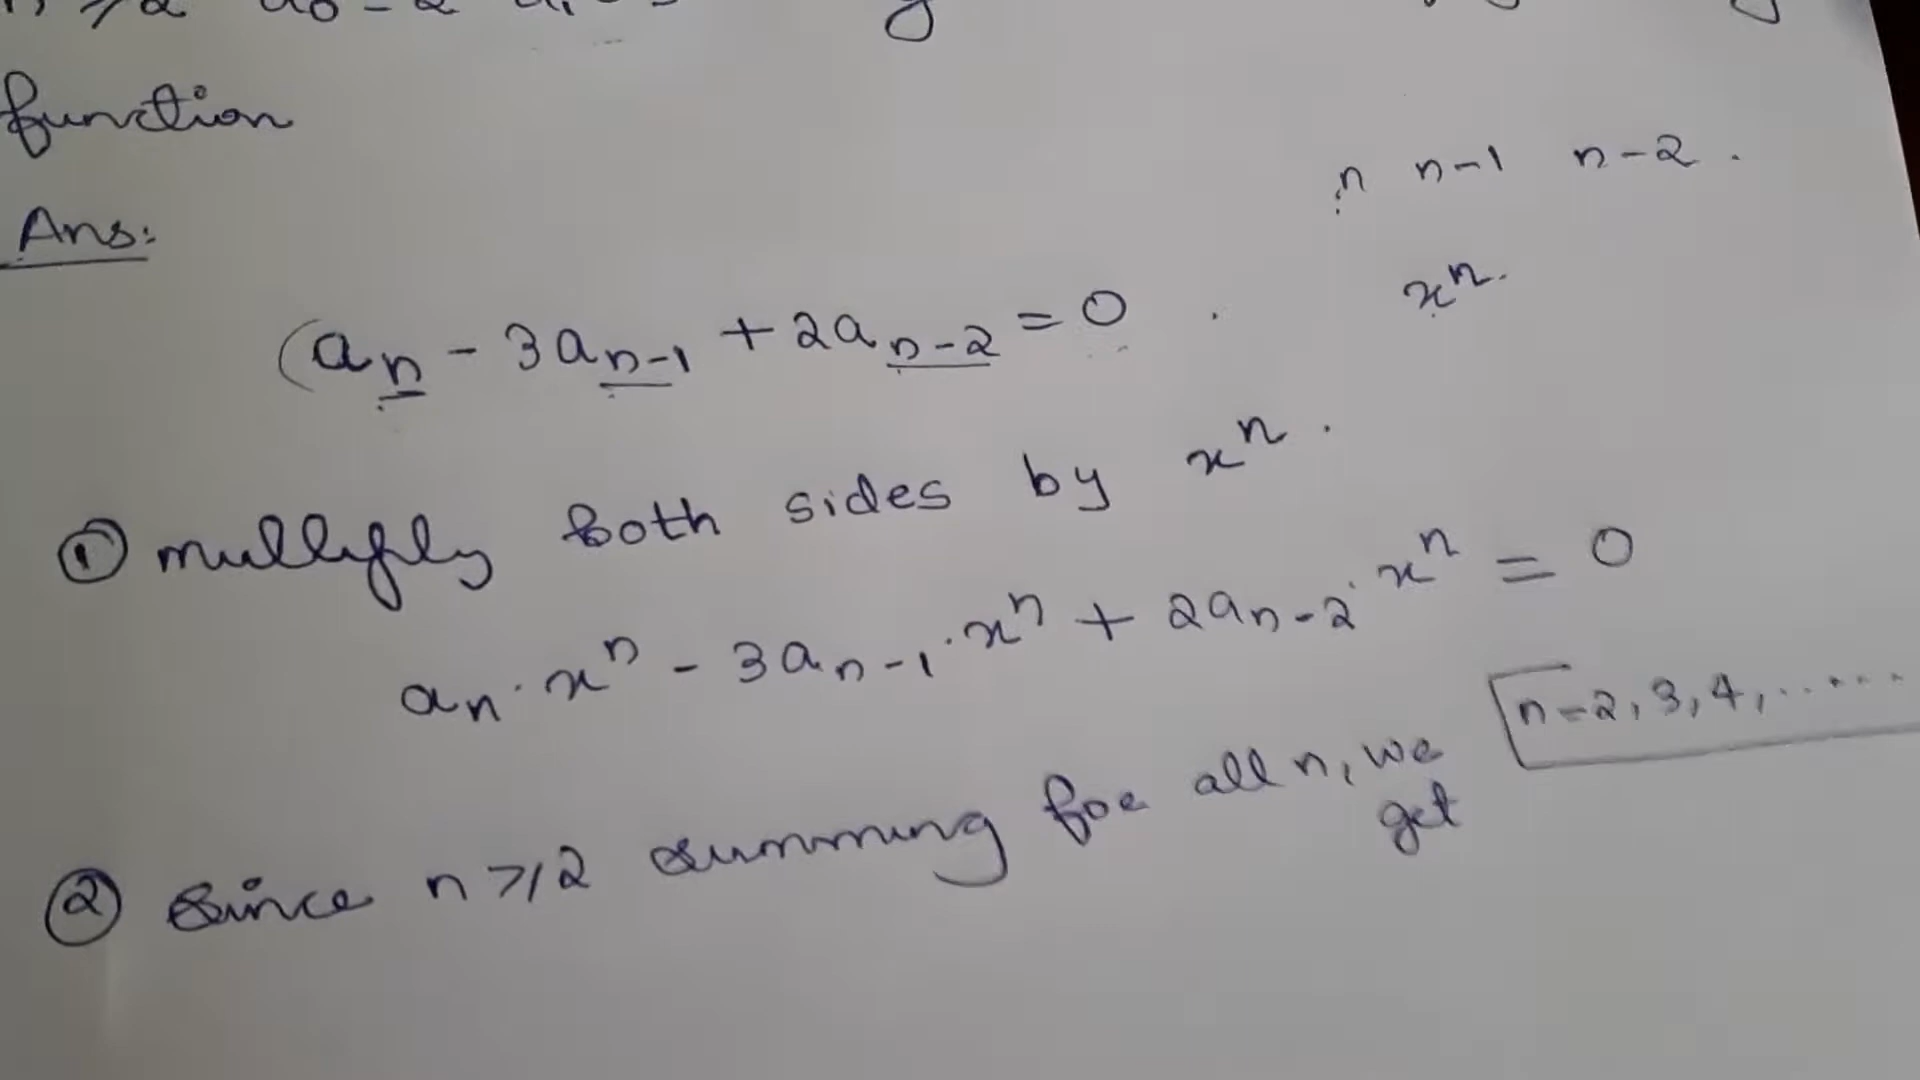 function
n n-1 n-2.
Ans:
xⁿ.
(aₙ - 3aₙ₋₁ + 2aₙ₋₂ = 0.
① multiply both sides by xⁿ.
aₙ·xⁿ - 3aₙ₋₁·xⁿ + 2aₙ₋₂·xⁿ = 0
n=2,3,4,......
② Since n⩾2 summing for all n, we
get